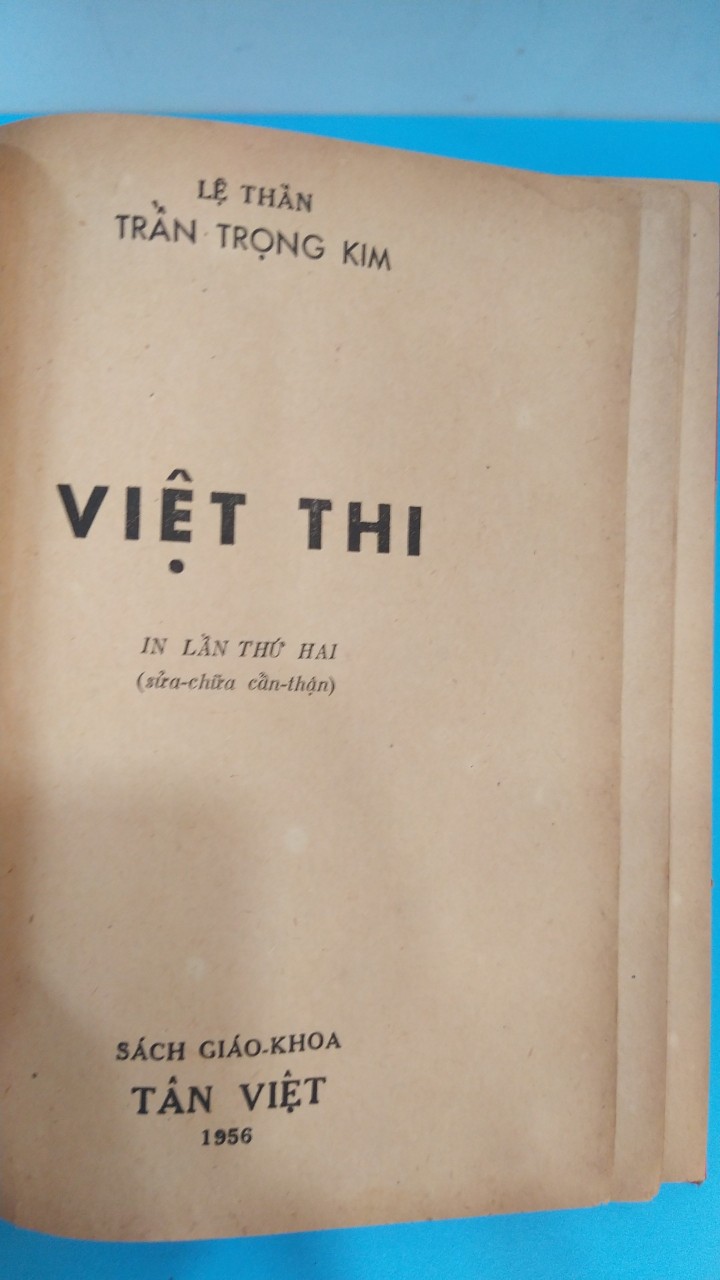 LỆ THẦN
TRẦN TRỌNG KIM
VIỆT THI
IN LẦN THỨ HAI
(sửa-chữa cẩn-thận)
SÁCH GIÁO-KHOA
TÂN VIỆT
1956